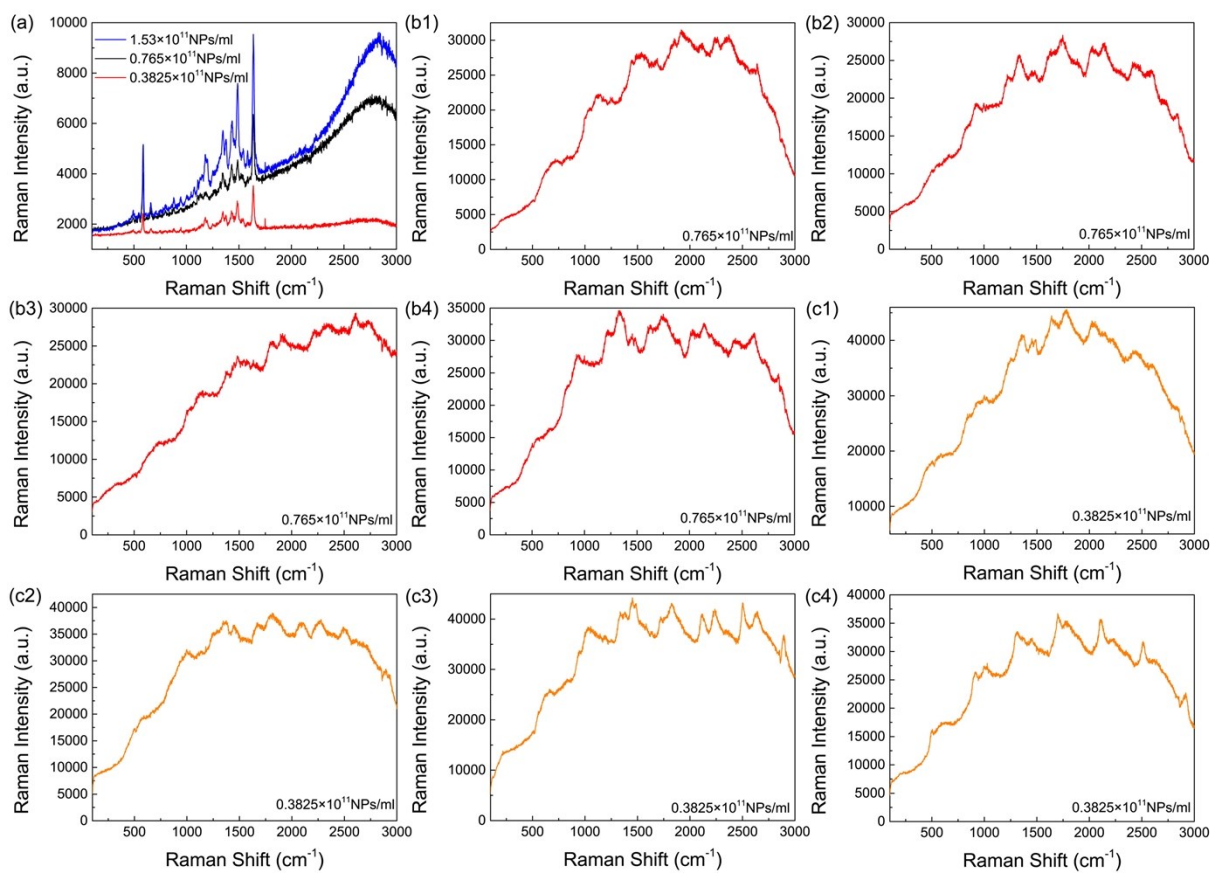 (a)
10000
8000
6000
4000
2000
1.53×10¹¹NPs/ml
0.765×10¹¹NPs/ml
0.3825×10¹¹NPs/ml
500 1000 1500 2000 2500 3000
Raman Shift (cm⁻¹)
Raman Intensity (a.u.)
(b1)
30000
25000
20000
15000
10000
5000
0
0.765×10¹¹NPs/ml
500 1000 1500 2000 2500 3000
Raman Shift (cm⁻¹)
Raman Intensity (a.u.)
(b2)
30000
25000
20000
15000
10000
5000
0
0.765×10¹¹NPs/ml
500 1000 1500 2000 2500 3000
Raman Shift (cm⁻¹)
Raman Intensity (a.u.)
(b3)
30000
25000
20000
15000
10000
5000
0
0.765×10¹¹NPs/ml
500 1000 1500 2000 2500 3000
Raman Shift (cm⁻¹)
Raman Intensity (a.u.)
(b4)
35000
30000
25000
20000
15000
10000
5000
0
0.765×10¹¹NPs/ml
500 1000 1500 2000 2500 3000
Raman Shift (cm⁻¹)
Raman Intensity (a.u.)
(c1)
40000
30000
20000
10000
0.3825×10¹¹NPs/ml
500 1000 1500 2000 2500 3000
Raman Shift (cm⁻¹)
Raman Intensity (a.u.)
(c2)
40000
35000
30000
25000
20000
15000
10000
5000
0
0.3825×10¹¹NPs/ml
500 1000 1500 2000 2500 3000
Raman Shift (cm⁻¹)
Raman Intensity (a.u.)
(c3)
40000
30000
20000
10000
0
0.3825×10¹¹NPs/ml
500 1000 1500 2000 2500 3000
Raman Shift (cm⁻¹)
Raman Intensity (a.u.)
(c4)
40000
35000
30000
25000
20000
15000
10000
5000
0
0.3825×10¹¹NPs/ml
500 1000 1500 2000 2500 3000
Raman Shift (cm⁻¹)
Raman Intensity (a.u.)